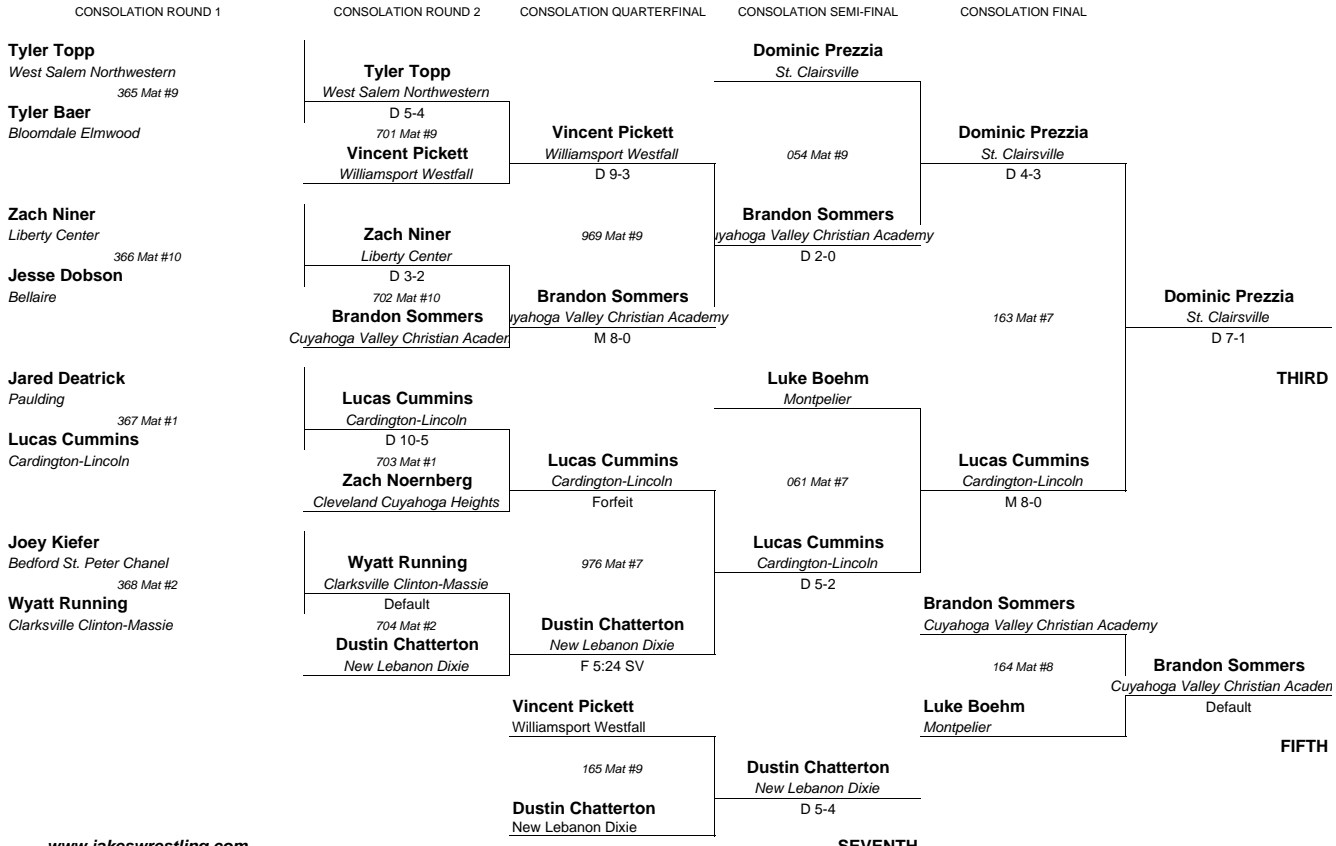 CONSOLATION ROUND 1
CONSOLATION ROUND 2
CONSOLATION QUARTERFINAL
CONSOLATION SEMI-FINAL
CONSOLATION FINAL
Tyler Topp
West Salem Northwestern
365 Mat #9
Tyler Baer
Bloomdale Elmwood
Zach Niner
Liberty Center
366 Mat #10
Jesse Dobson
Bellaire
Jared Deatrick
Paulding
367 Mat #1
Lucas Cummins
Cardington-Lincoln
Joey Kiefer
Bedford St. Peter Chanel
368 Mat #2
Wyatt Running
Clarksville Clinton-Massie
Tyler Topp
West Salem Northwestern
D 5-4
701 Mat #9
Vincent Pickett
Williamsport Westfall
Zach Niner
Liberty Center
D 3-2
702 Mat #10
Brandon Sommers
Cuyahoga Valley Christian Acader
Lucas Cummins
Cardington-Lincoln
D 10-5
703 Mat #1
Zach Noernberg
Cleveland Cuyahoga Heights
Wyatt Running
Clarksville Clinton-Massie
Default
704 Mat #2
Dustin Chatterton
New Lebanon Dixie
Vincent Pickett
Williamsport Westfall
D 9-3
969 Mat #9
Brandon Sommers
uyahoga Valley Christian Academy
M 8-0
Lucas Cummins
Cardington-Lincoln
Forfeit
976 Mat #7
Dustin Chatterton
New Lebanon Dixie
F 5:24 SV
Vincent Pickett
Williamsport Westfall
165 Mat #9
Dustin Chatterton
New Lebanon Dixie
Dominic Prezzia
St. Clairsville
054 Mat #9
Brandon Sommers
uyahoga Valley Christian Academy
D 2-0
Luke Boehm
Montpelier
061 Mat #7
Lucas Cummins
Cardington-Lincoln
D 5-2
Dustin Chatterton
New Lebanon Dixie
D 5-4
SEVENTH
Dominic Prezzia
St. Clairsville
D 4-3
163 Mat #7
Lucas Cummins
Cardington-Lincoln
M 8-0
Brandon Sommers
Cuyahoga Valley Christian Academy
164 Mat #8
Luke Boehm
Montpelier
Dominic Prezzia
St. Clairsville
D 7-1
THIRD
Brandon Sommers
Cuyahoga Valley Christian Academ
Default
FIFTH
www.jakeswrestling.com